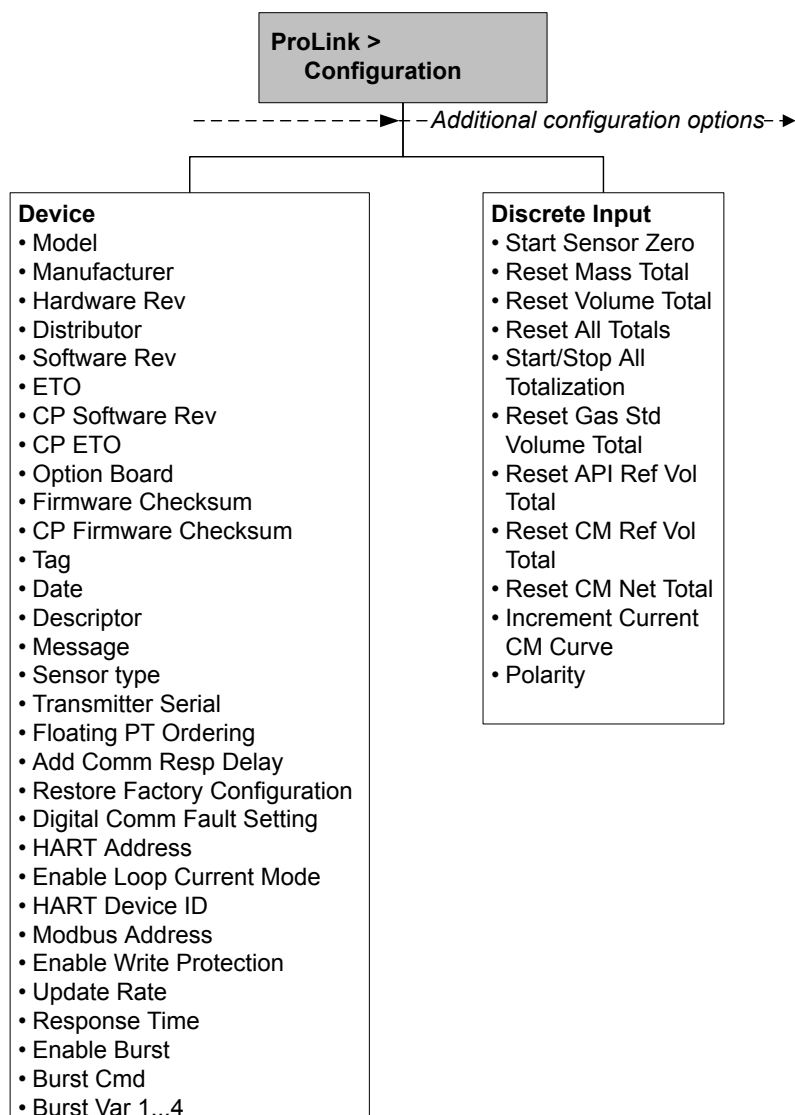 ProLink >
Configuration
Additional configuration options
Device
• Model
• Manufacturer
• Hardware Rev
• Distributor
• Software Rev
• ETO
• CP Software Rev
• CP ETO
• Option Board
• Firmware Checksum
• CP Firmware Checksum
• Tag
• Date
• Descriptor
• Message
• Sensor type
• Transmitter Serial
• Floating PT Ordering
• Add Comm Resp Delay
• Restore Factory Configuration
• Digital Comm Fault Setting
• HART Address
• Enable Loop Current Mode
• HART Device ID
• Modbus Address
• Enable Write Protection
• Update Rate
• Response Time
• Enable Burst
• Burst Cmd
• Burst Var 1...4
Discrete Input
• Start Sensor Zero
• Reset Mass Total
• Reset Volume Total
• Reset All Totals
• Start/Stop All
Totalization
• Reset Gas Std
Volume Total
• Reset API Ref Vol
Total
• Reset CM Ref Vol
Total
• Reset CM Net Total
• Increment Current
CM Curve
• Polarity